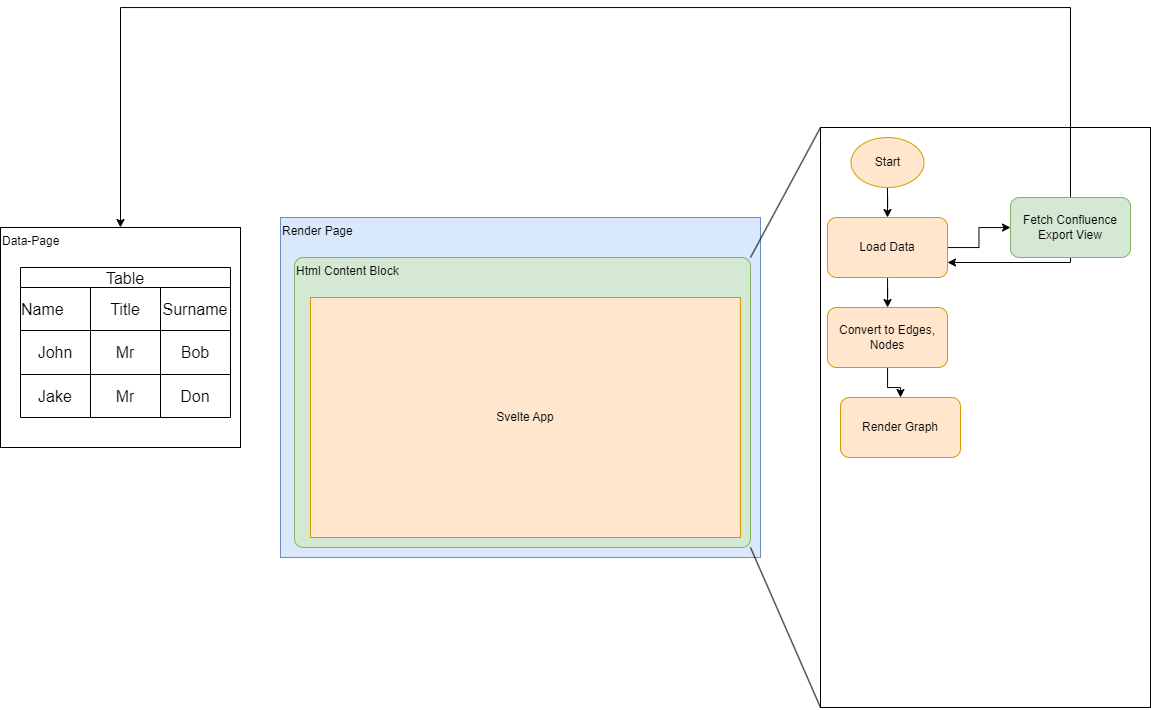 Data-Page
Table
Name Title Surname
John Mr Bob
Jake Mr Don
Render Page
Html Content Block
Svelte App
Start
Load Data
Fetch Confluence
Export View
Convert to Edges,
Nodes
Render Graph